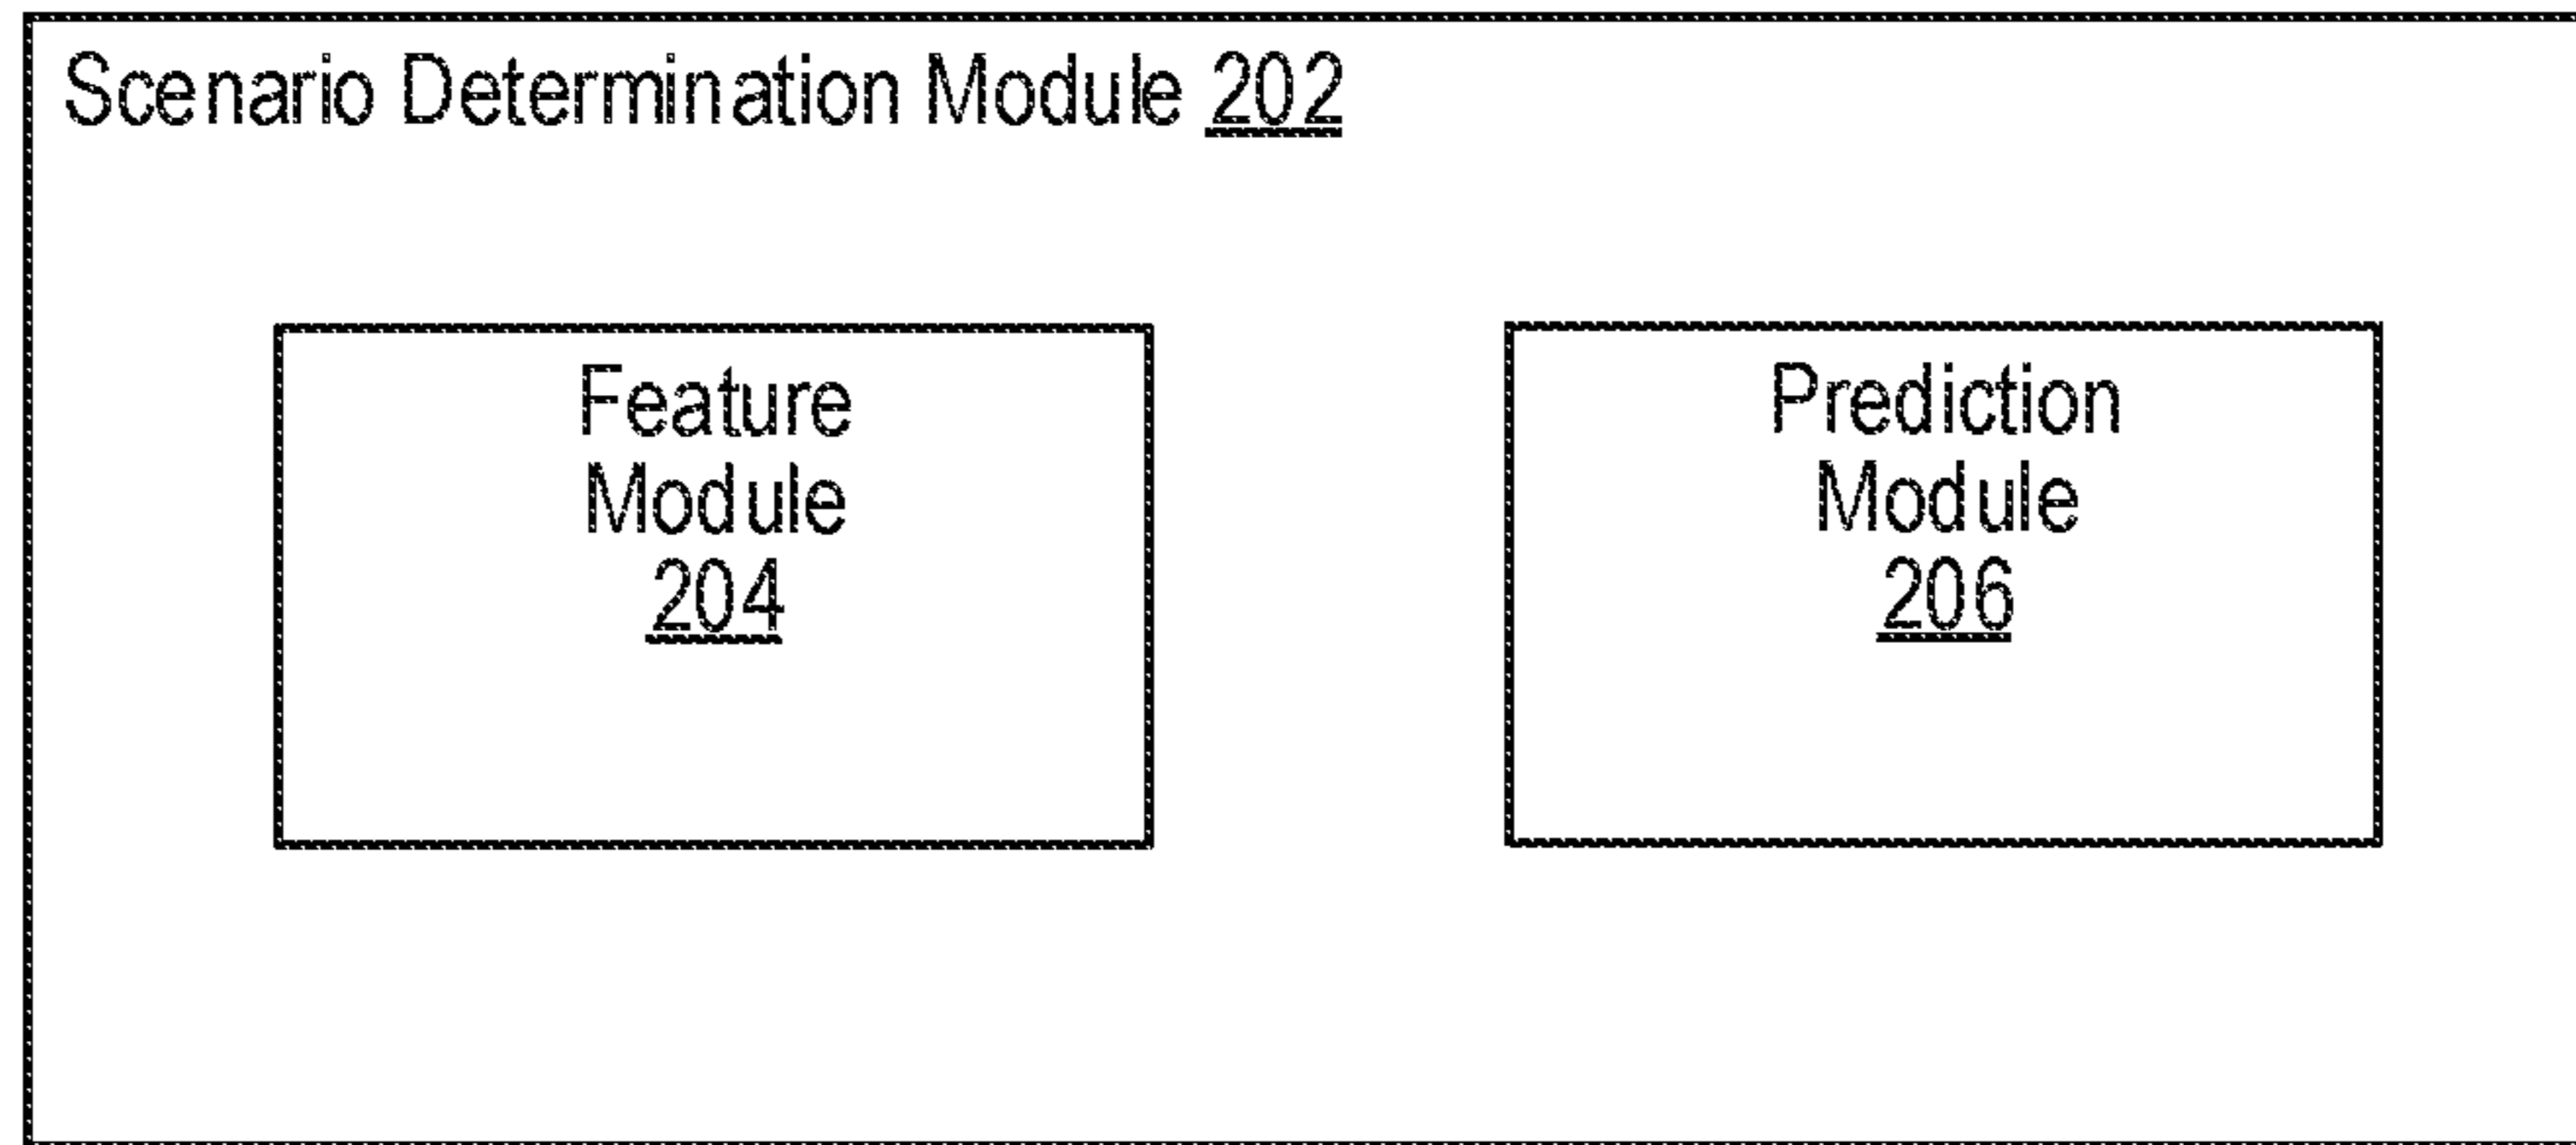 Scenario Determination Module 202
Feature
Module
204
Prediction
Module
206